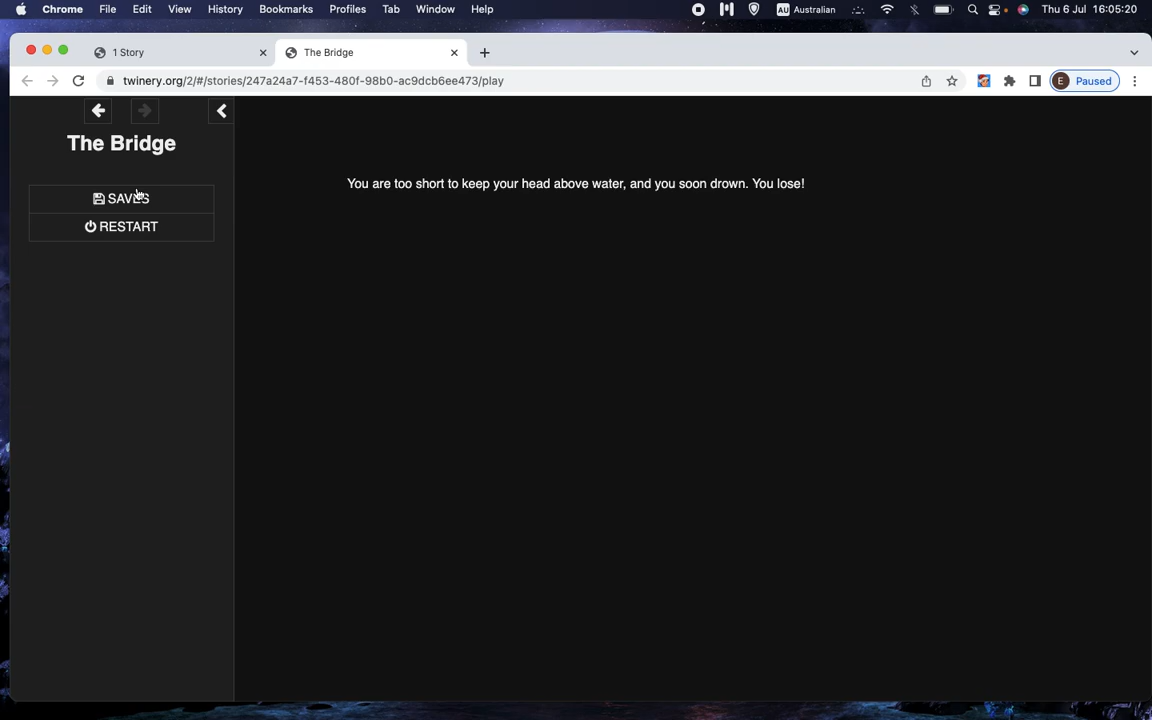 Chrome File Edit View History Bookmarks Profiles Tab Window Help AU Australian Thu 6 Jul 16:05:20
1 Story The Bridge
twinery.org/2/#/stories/247a24a7-f453-480f-98b0-ac9dcb6ee473/play E Paused
The Bridge
SAVES
RESTART
You are too short to keep your head above water, and you soon drown. You lose!